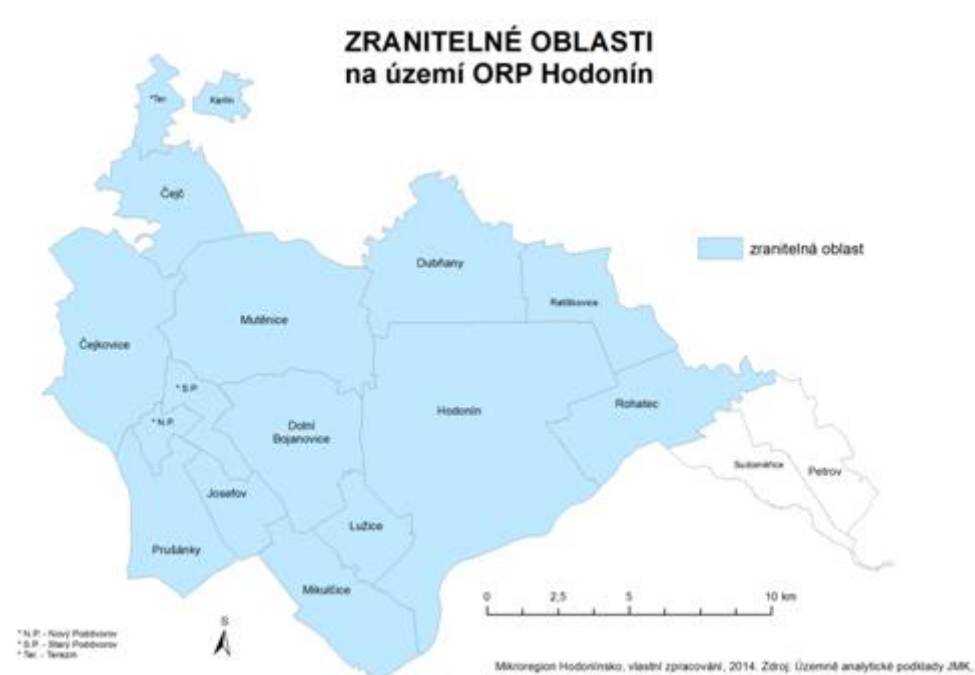 ZRANITELNÉ OBLASTI
na území ORP Hodonín
*Ter.
Karlín
Čejč
Dubňany
zranitelná oblast
Ratíškovice
Mutěnice
Čejkovice
* S.P.
Hodonín
Rohatec
* N.P.
Dolní
Bojanovice
Sudoměřice
Petrov
Josefov
Lužice
Prušánky
Mikulčice
0 2,5 5 10 km
S
* N.P. - Nový Poddvorov
* S.P. - Starý Poddvorov
* Ter. - Terezín
Mikroregion Hodonínsko, vlastní zpracování, 2014. Zdroj: Územně analytické podklady JMK,